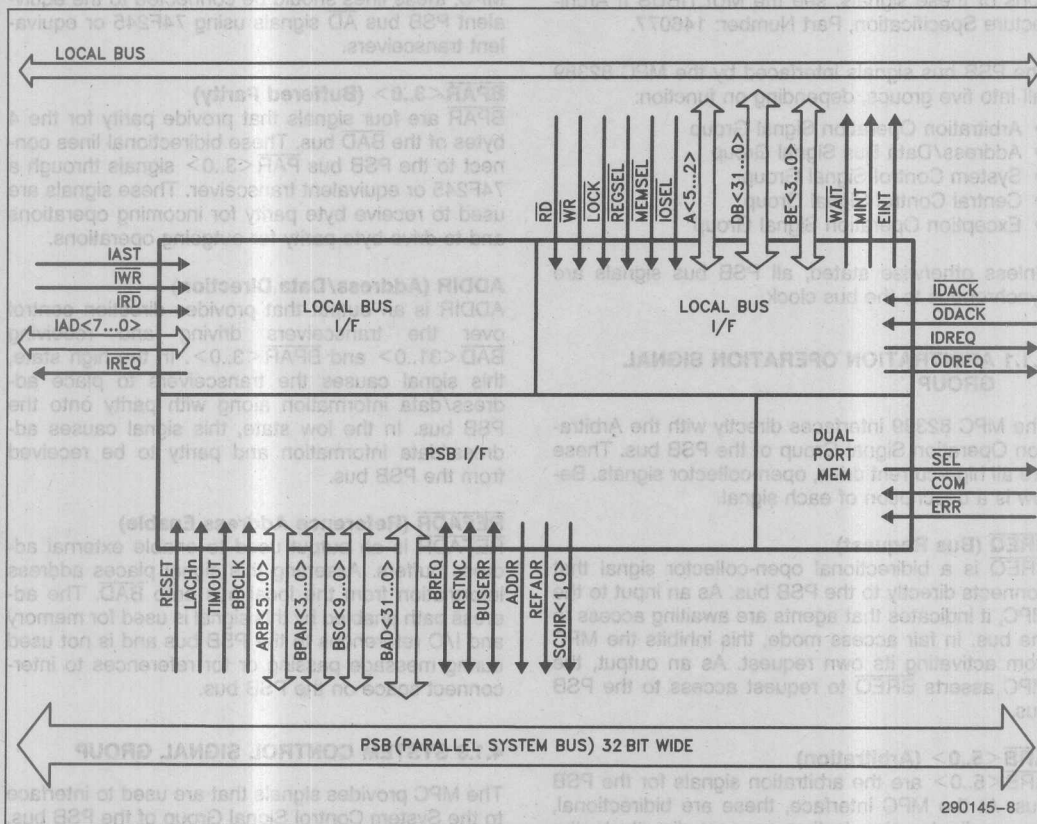 LOCAL BUS
RD
WR
LOCK
REGSEL
MEMSEL
IOSEL
A<5...2>
DB<31..0>
BE<3..0>
WAIT
MINT
EINT
IAST
IWR
IRD
IAD<7...0>
IREQ
LOCAL BUS
I/F
LOCAL BUS
I/F
IDACK
ODACK
IDREQ
ODREQ
PSB I/F
DUAL
PORT
MEM
SEL
COM
ERR
RESET
LACHn
TIMOUT
BUSCLK
ARB<5..0>
BPAR<3..0>
BSC<9..0>
BAD<31..0>
BREQ
RSTNC
BUSERR
ADDIR
REFADR
SCDIR<1..0>
PSB (PARALLEL SYSTEM BUS) 32 BIT WIDE
290145-8